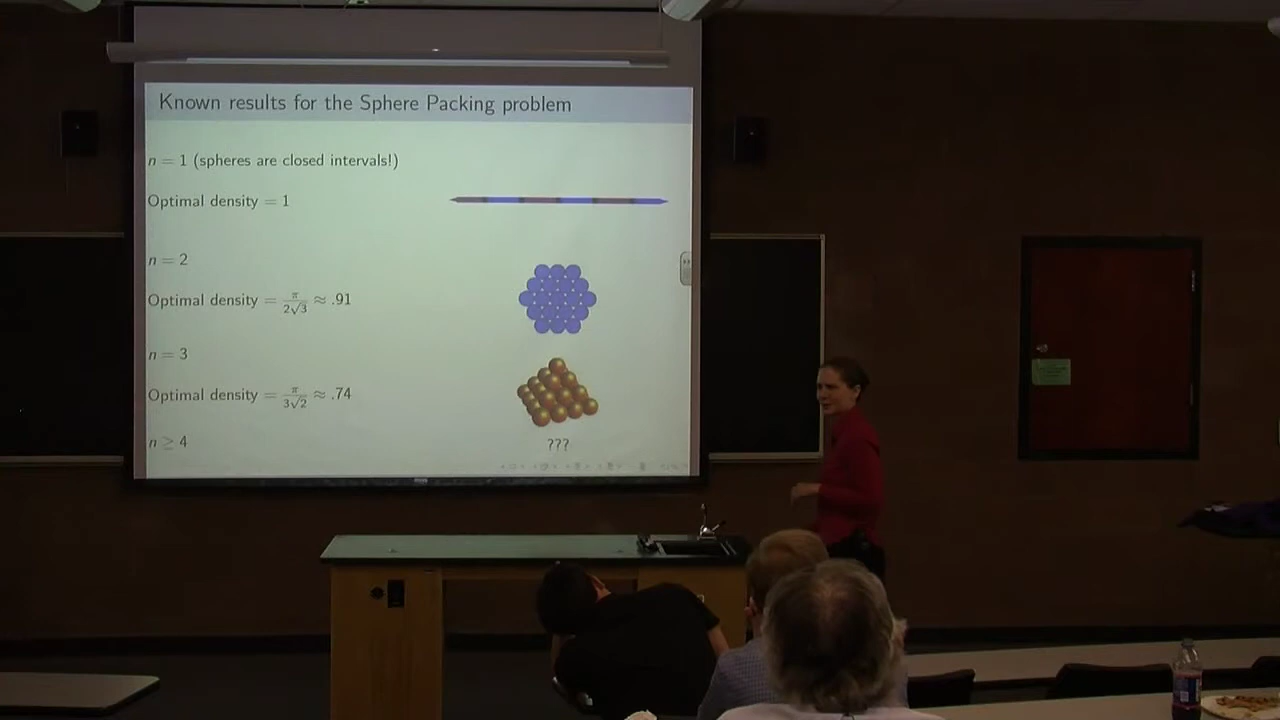 Known results for the Sphere Packing problem
n = 1 (spheres are closed intervals!)
Optimal density = 1
n = 2
Optimal density = π/2√3 ≈ .91
n = 3
Optimal density = π/3√2 ≈ .74
n ≥ 4
???